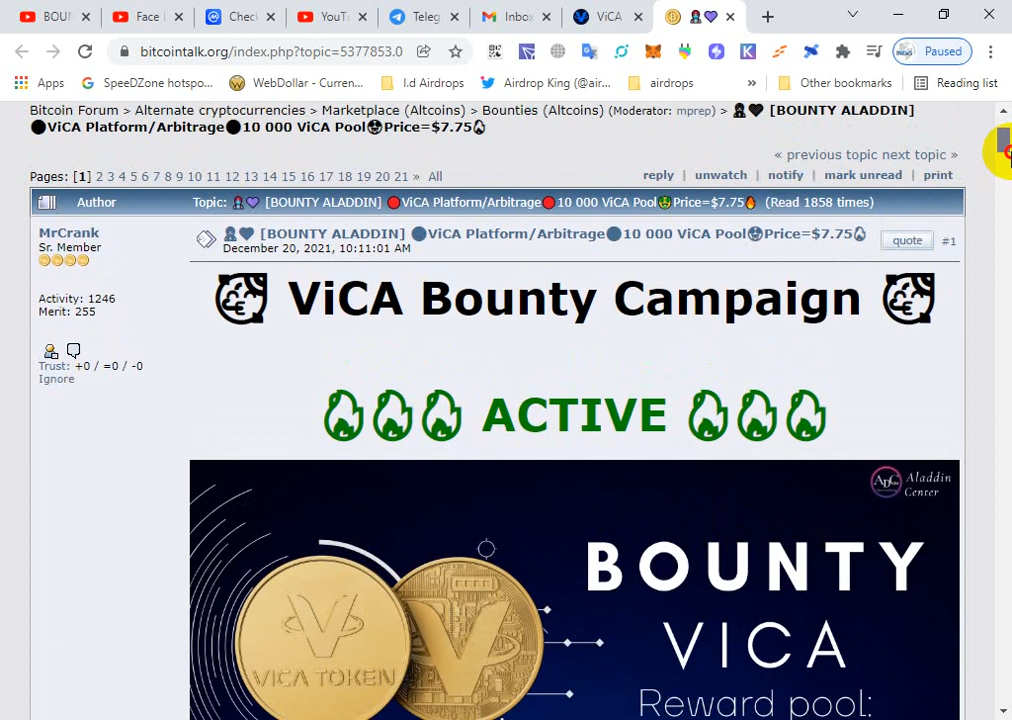 BOUN
Face
Check
YouTu
Teleg
Inbox
ViCA
bitcointalk.org/index.php?topic=5377853.0
Paused
Apps
SpeeDZone hotspo...
WebDollar - Curren...
I.d Airdrops
Airdrop King (@air...
airdrops
»
Other bookmarks
Reading list
Bitcoin Forum > Alternate cryptocurrencies > Marketplace (Altcoins) > Bounties (Altcoins) (Moderator: mprep) > 👤🖤 [BOUNTY ALADDIN]
⚫ViCA Platform/Arbitrage⚫10 000 ViCA Pool🤑Price=$7.75🔥
« previous topic next topic »
Pages: [1] 2 3 4 5 6 7 8 9 10 11 12 13 14 15 16 17 18 19 20 21 » All
reply | unwatch | notify | mark unread | print
Author
Topic: 👤💜 [BOUNTY ALADDIN] 🔴ViCA Platform/Arbitrage🔴10 000 ViCA Pool🤑Price=$7.75🔥 (Read 1858 times)
MrCrank
Sr. Member
Activity: 1246
Merit: 255
Trust: +0 / =0 / -0
Ignore
👤🖤 [BOUNTY ALADDIN] ⚫ViCA Platform/Arbitrage⚫10 000 ViCA Pool🤑Price=$7.75🔥
December 20, 2021, 10:11:01 AM
quote
#1
ViCA Bounty Campaign
🔥🔥🔥 ACTIVE 🔥🔥🔥
ADC
Aladdin
Center
BOUNTY
VICA
Reward pool:
VICA TOKEN